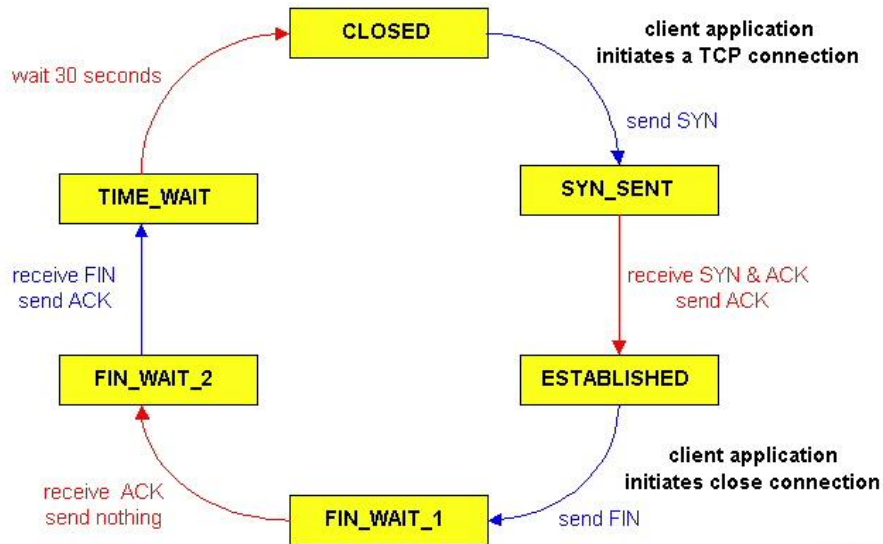 CLOSED
client application
initiates a TCP connection
wait 30 seconds
send SYN
TIME_WAIT
SYN_SENT
receive FIN
send ACK
receive SYN & ACK
send ACK
FIN_WAIT_2
ESTABLISHED
client application
initiates close connection
receive ACK
send nothing
FIN_WAIT_1
send FIN